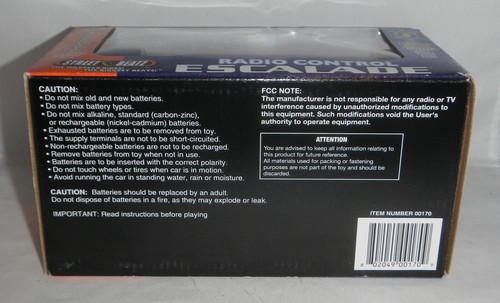 STREET BEATZ
RADIO CONTROL
ESCALADE
CAUTION:
• Do not mix old and new batteries.
• Do not mix battery types.
• Do not mix alkaline, standard (carbon-zinc),
or rechargeable (nickel-cadmium) batteries.
• Exhausted batteries are to be removed from toy.
• The supply terminals are not to be short-circuited.
• Non-rechargeable batteries are not to be recharged.
• Remove batteries from toy when not in use.
• Batteries are to be inserted with the correct polarity.
• Do not touch wheels or tires when car is in motion.
• Avoid running the car in standing water, rain or moisture.
CAUTION: Batteries should be replaced by an adult.
Do not dispose of batteries in a fire, as they may explode or leak.
IMPORTANT: Read instructions before playing
FCC NOTE:
The manufacturer is not responsible for any radio or TV
interference caused by unauthorized modifications to
this equipment. Such modifications void the User's
authority to operate equipment.
ATTENTION
You are advised to keep all information relating to
this product for future reference.
All materials used for packing or fastening
purposes are not part of the toy and should be
discarded.
ITEM NUMBER 00170
8 02049 00170